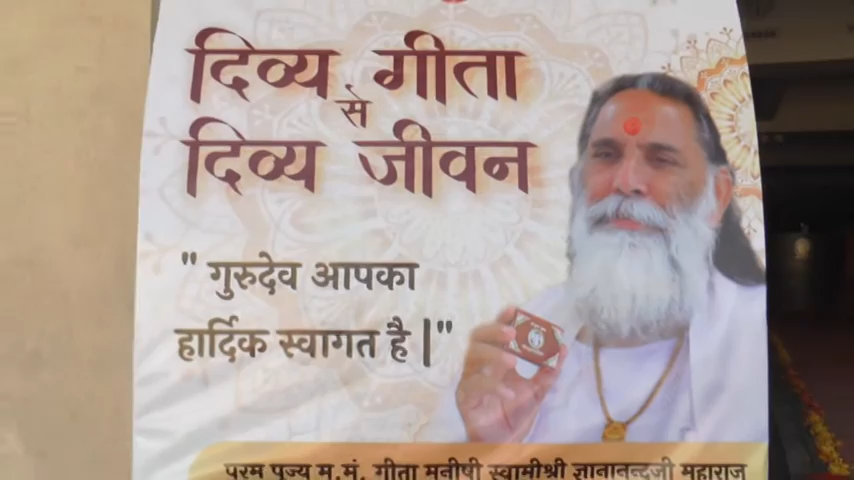 दिव्य गीता
से
दिव्य जीवन
" गुरुदेव आपका
हार्दिक स्वागत है |"
परम पूज्य म.मं. गीता मनीषी स्वामीश्री ज्ञानानन्दजी महाराज